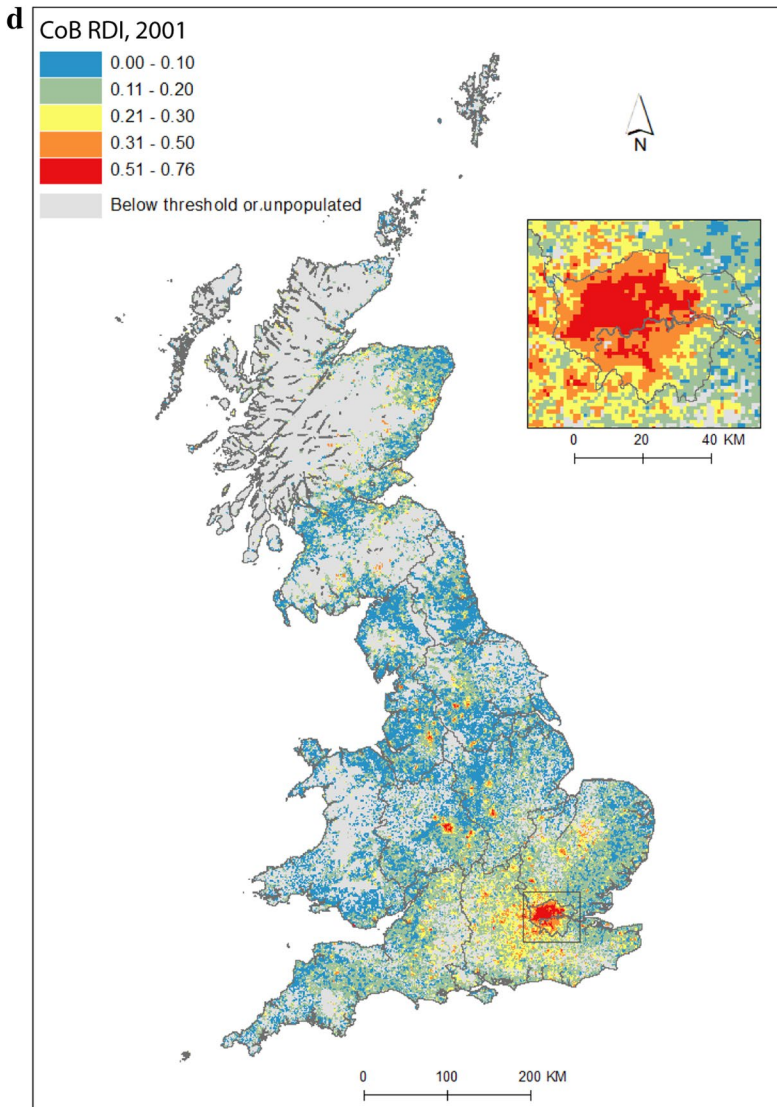 d
CoB RDI, 2001
0.00 - 0.10
0.11 - 0.20
0.21 - 0.30
0.31 - 0.50
0.51 - 0.76
Below threshold or.unpopulated
N
0 20 40 KM
0 100 200 KM